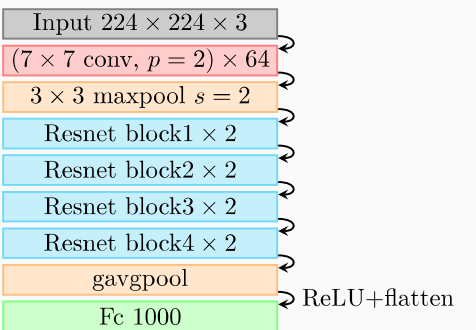 Input 224 × 224 × 3
(7 × 7 conv, p = 2) × 64
3 × 3 maxpool s = 2
Resnet block1 × 2
Resnet block2 × 2
Resnet block3 × 2
Resnet block4 × 2
gavgpool
ReLU+flatten
Fc 1000